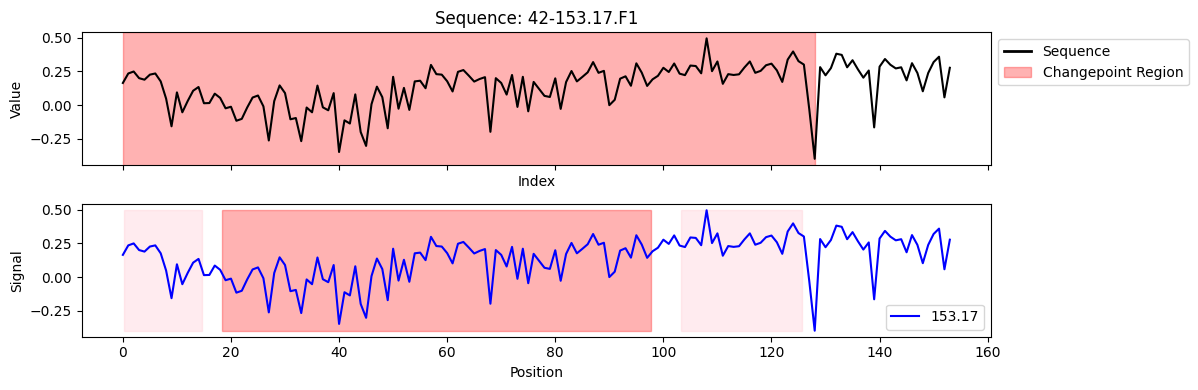 Sequence: 42-153.17.F1
0.50
0.25
0.00
-0.25
Value
Index
Sequence
Changepoint Region
0.50
0.25
0.00
-0.25
Signal
153.17
0 20 40 60 80 100 120 140 160
Position